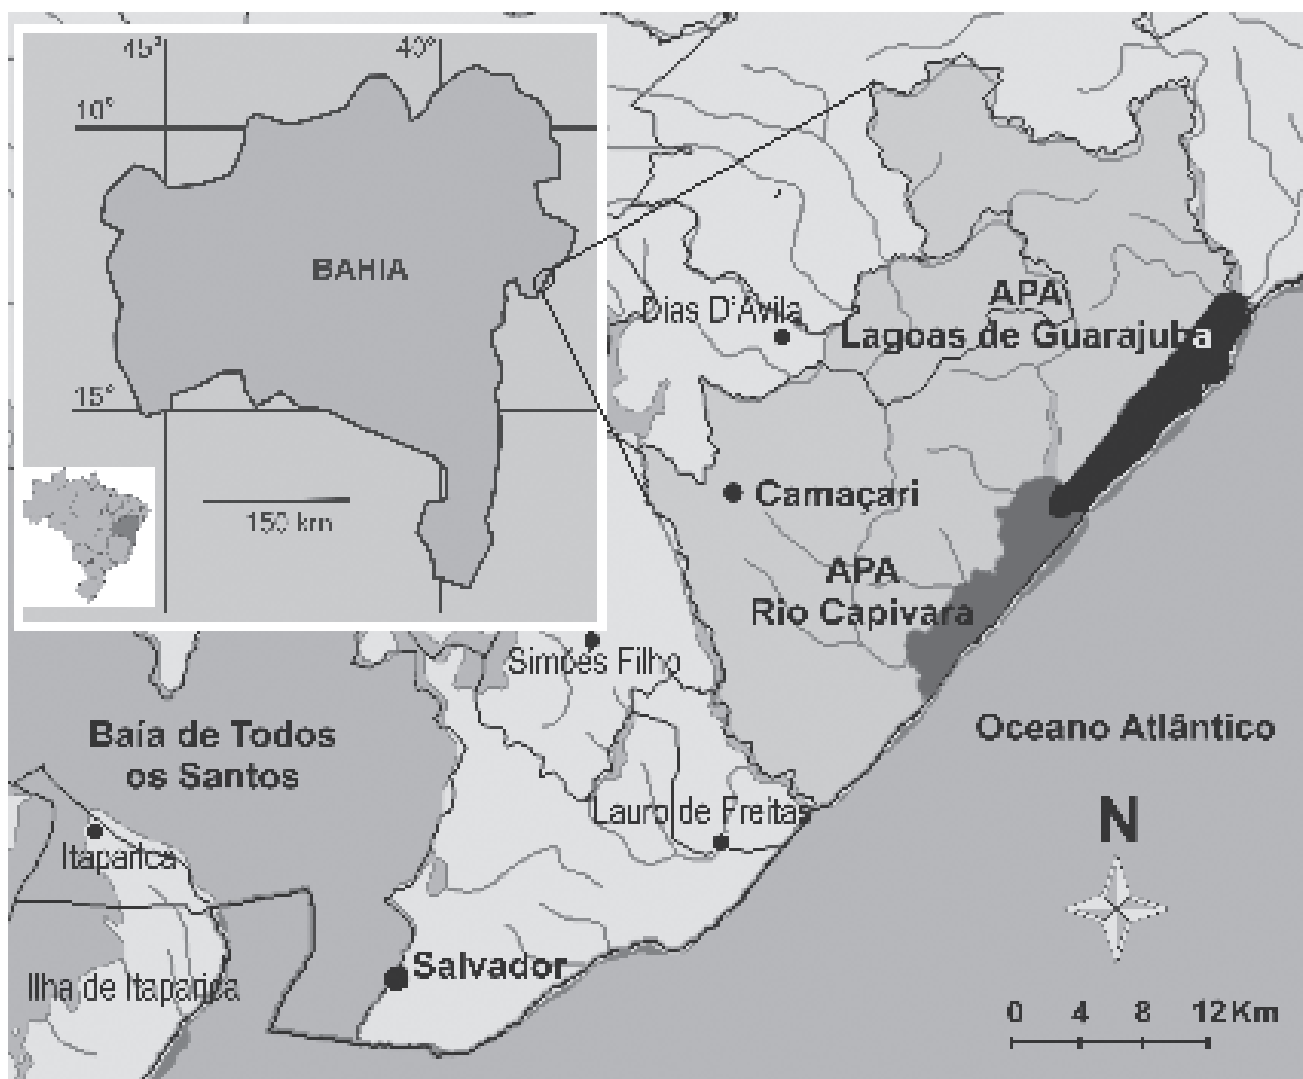 45°
40°
10°
BAHIA
15°
150 km
APA
Lagoas de Guarajuba
Dias D'Ávila
Camaçari
APA
Rio Capivara
Simões Filho
Baía de Todos
os Santos
Oceano Atlântico
Lauro de Freitas
N
Itaparica
Salvador
Ilha de Itaparica
0 4 8 12 Km